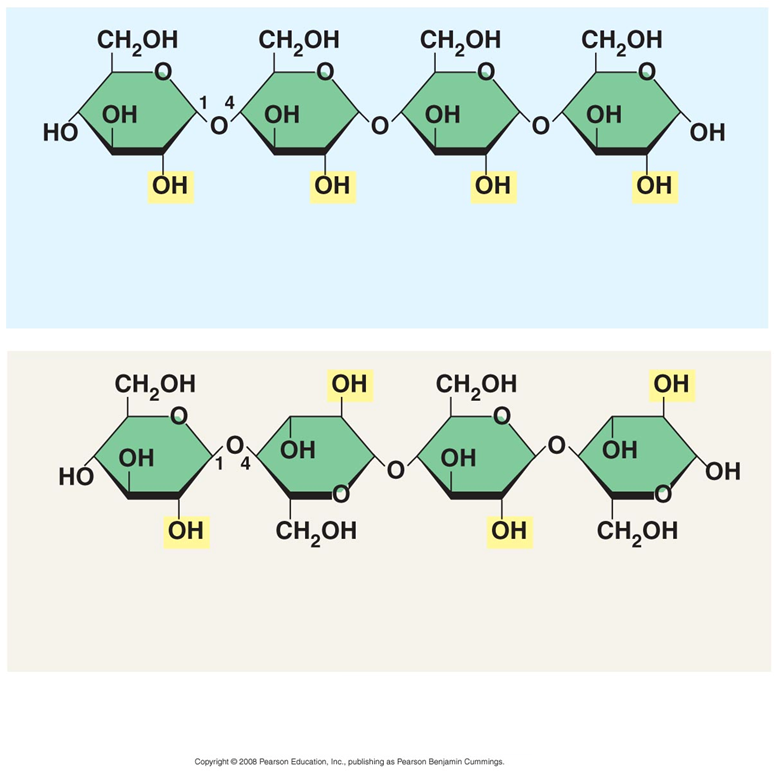 CH₂OH CH₂OH CH₂OH CH₂OH
O O O O
1 4
OH OH OH OH
HO O O O OH
OH OH OH OH
CH₂OH OH CH₂OH OH
O O
O O
OH OH OH OH
1 4
HO O OH
O O
OH CH₂OH OH CH₂OH
Copyright © 2008 Pearson Education, Inc., publishing as Pearson Benjamin Cummings.